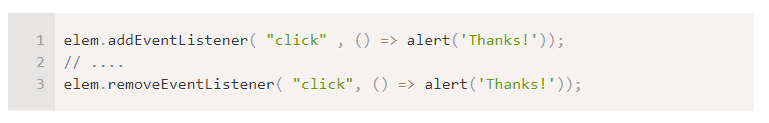 1 elem.addEventListener( "click" , () => alert('Thanks!'));
2 // ....
3 elem.removeEventListener( "click", () => alert('Thanks!'));